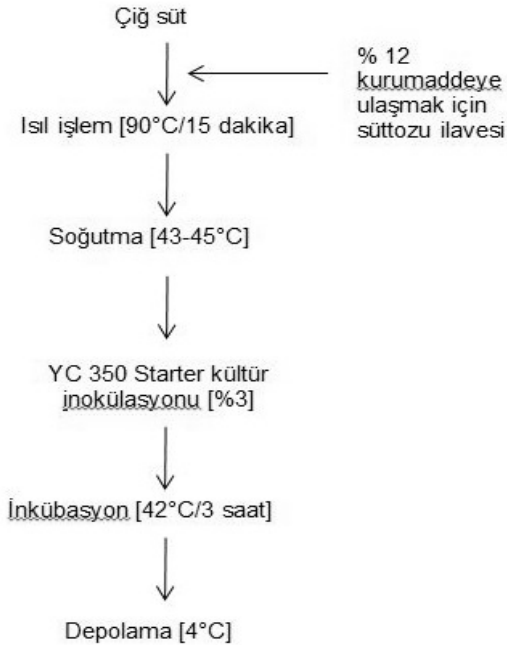 Çiğ süt
% 12
kurumaddeye
ulaşmak için
süttozu ilavesi
Isıl işlem [90°C/15 dakika]
Soğutma [43-45°C]
YC 350 Starter kültür
inokülasyonu [%3]
İnkübasyon [42°C/3 saat]
Depolama [4°C]